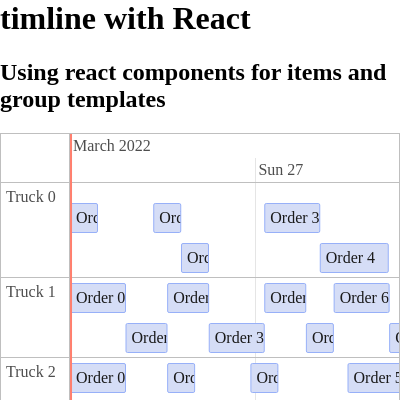 timline with React
Using react components for items and
group templates
March 2022
Sun 27
Truck 0
Ord
Ord
Order 3
Ord
Order 4
Truck 1
Order 0
Order
Order
Order 6
Order
Order 3
Ord
Truck 2
Order 0
Ord
Ord
Order 5